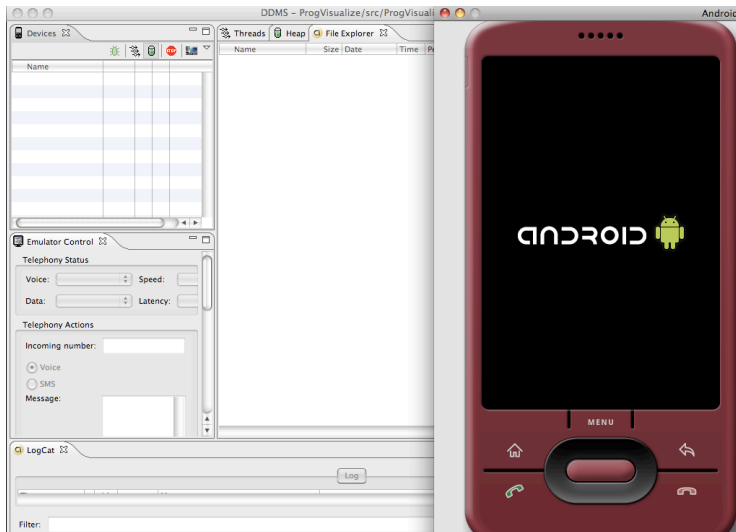 DDMS - ProgVisualize/src/ProgVisuali
Android
Devices
Threads
Heap
File Explorer
Name
Name
Size
Date
Time
ANDROID
Emulator Control
Telephony Status
Voice:
Speed:
Data:
Latency:
Telephony Actions
Incoming number:
Voice
SMS
Message:
MENU
LogCat
Log
Filter: